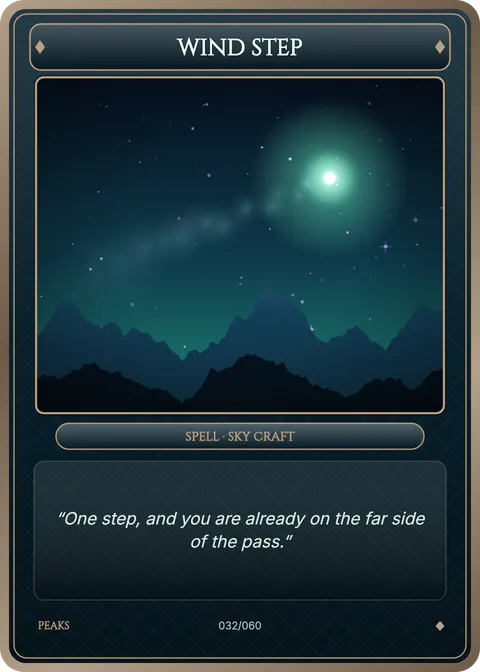 WIND STEP
SPELL · SKY CRAFT
“One step, and you are already on the far side
of the pass.”
PEAKS
032/060